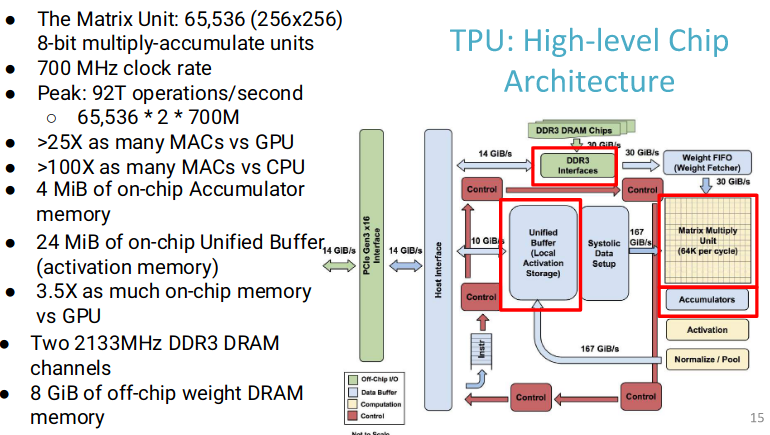 ● The Matrix Unit: 65,536 (256x256)
8-bit multiply-accumulate units
● 700 MHz clock rate
● Peak: 92T operations/second
○ 65,536 * 2 * 700M
● >25X as many MACs vs GPU
● >100X as many MACs vs CPU
● 4 MiB of on-chip Accumulator
memory
● 24 MiB of on-chip Unified Buffer
(activation memory)
● 3.5X as much on-chip memory
vs GPU
● Two 2133MHz DDR3 DRAM
channels
● 8 GiB of off-chip weight DRAM
memory
TPU: High-level Chip
Architecture
DDR3 DRAM Chips
30 GiB/s
14 GiB/s
DDR3
Interfaces
30 GiB/s
Weight FIFO
(Weight Fetcher)
30 GiB/s
Control
Control
14 GiB/s
PCIe Gen3 x16
Interface
14 GiB/s
Host Interface
10 GiB/s
Unified
Buffer
(Local
Activation
Storage)
Systolic
Data
Setup
167
GiB/s
Matrix Multiply
Unit
(64K per cycle)
Control
Accumulators
Activation
Instr
167 GiB/s
Normalize / Pool
Off-Chip I/O
Data Buffer
Computation
Control
Control
Control
Control
Not to Scale
15